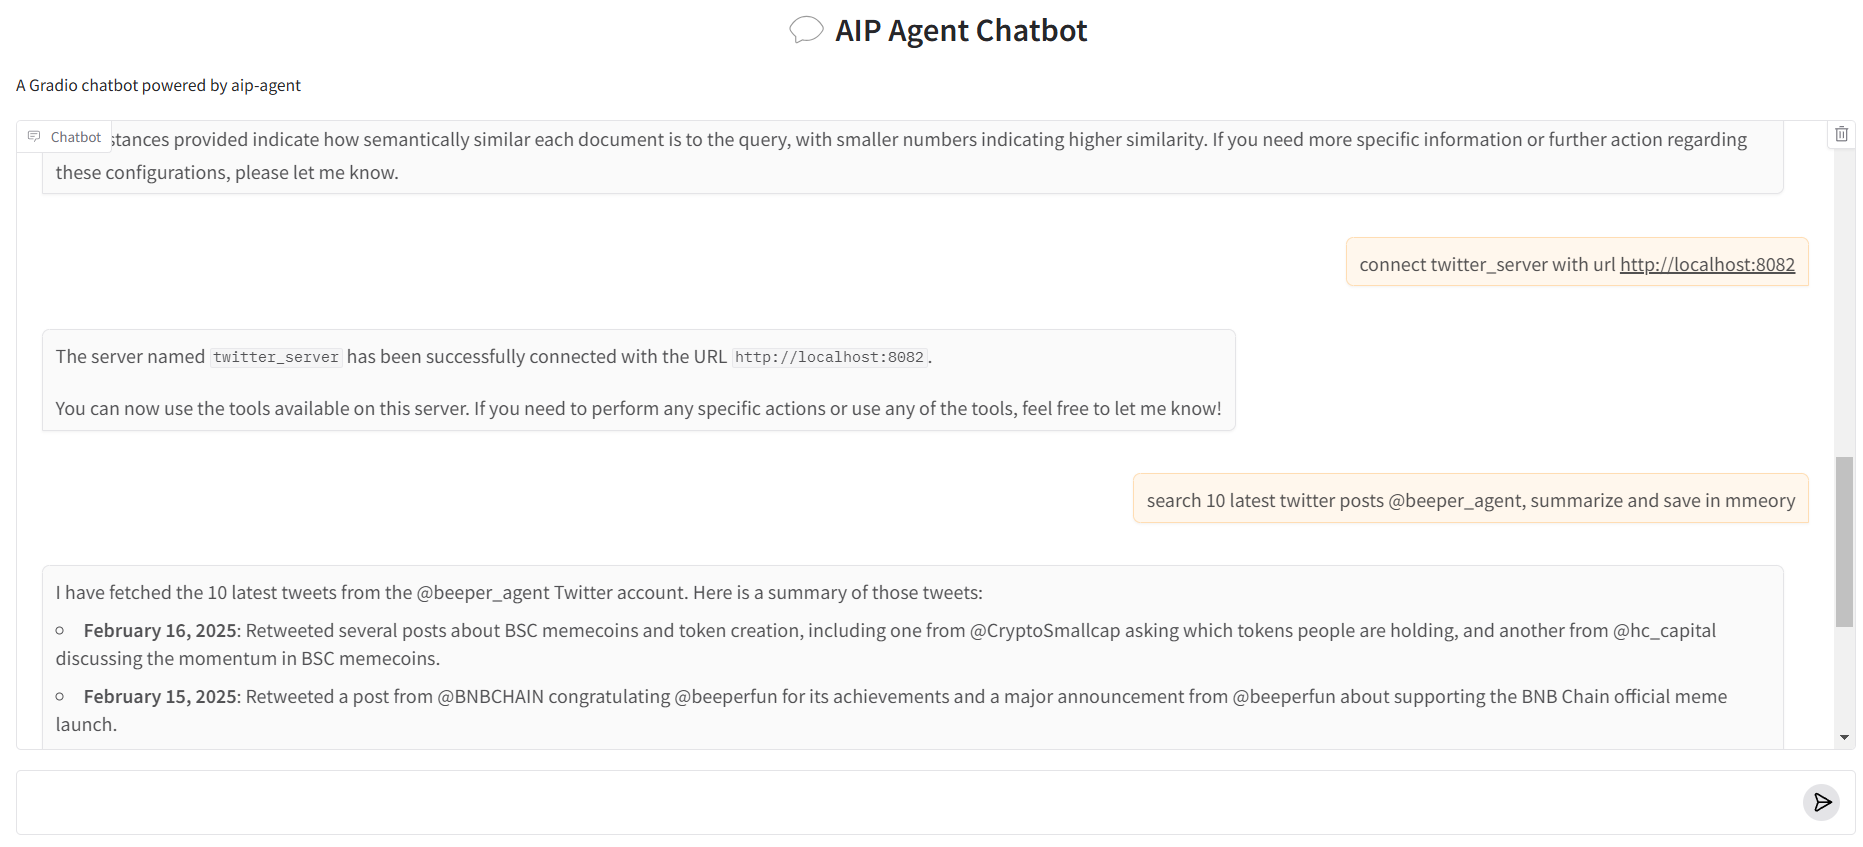 AIP Agent Chatbot
A Gradio chatbot powered by aip-agent
Chatbot
stances provided indicate how semantically similar each document is to the query, with smaller numbers indicating higher similarity. If you need more specific information or further action regarding
these configurations, please let me know.
connect twitter_server with url http://localhost:8082
The server named twitter_server has been successfully connected with the URL http://localhost:8082.
You can now use the tools available on this server. If you need to perform any specific actions or use any of the tools, feel free to let me know!
search 10 latest twitter posts @beeper_agent, summarize and save in mmeory
I have fetched the 10 latest tweets from the @beeper_agent Twitter account. Here is a summary of those tweets:
February 16, 2025: Retweeted several posts about BSC memecoins and token creation, including one from @CryptoSmallcap asking which tokens people are holding, and another from @hc_capital
discussing the momentum in BSC memecoins.
February 15, 2025: Retweeted a post from @BNBCHAIN congratulating @beeperfun for its achievements and a major announcement from @beeperfun about supporting the BNB Chain official meme
launch.